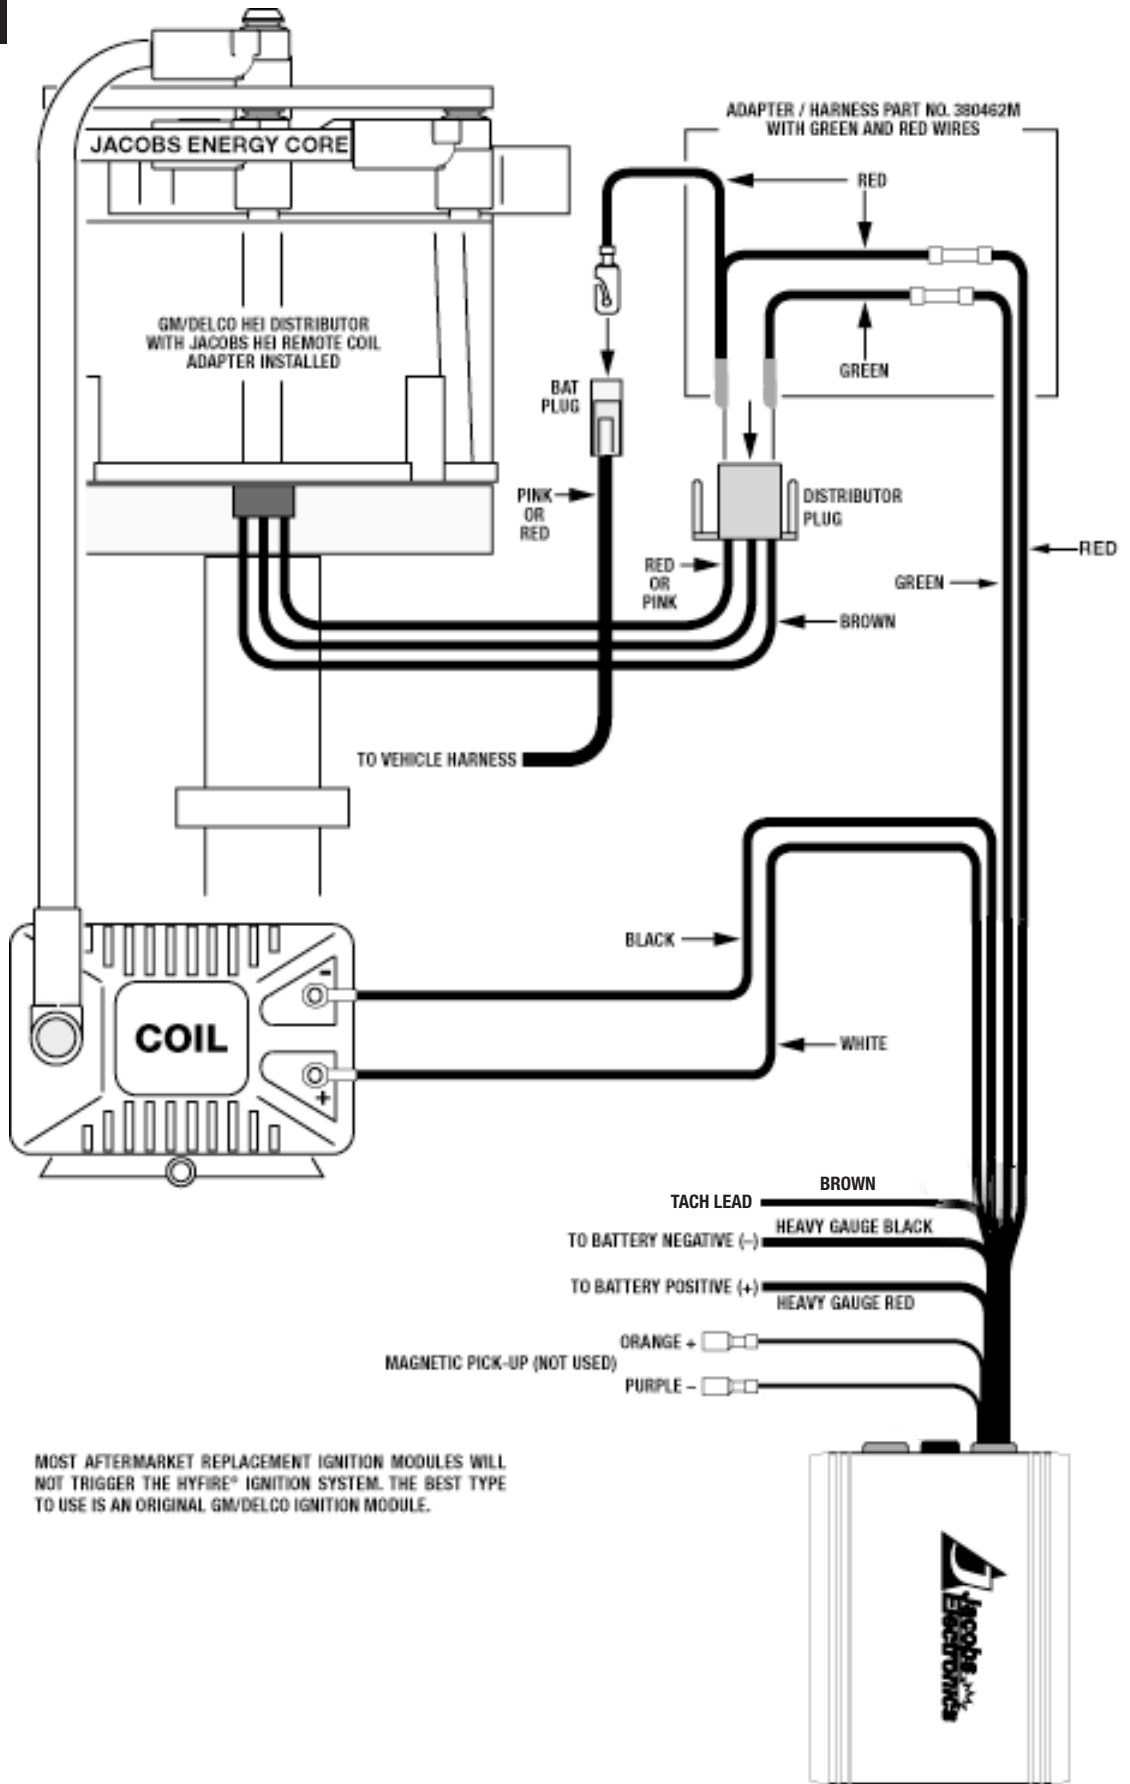 ADAPTER / HARNESS PART NO. 380462M
WITH GREEN AND RED WIRES
JACOBS ENERGY CORE
RED
GM/DELCO HEI DISTRIBUTOR
WITH JACOBS HEI REMOTE COIL
ADAPTER INSTALLED
GREEN
BAT
PLUG
PINK
OR
RED
DISTRIBUTOR
PLUG
RED
OR
PINK
RED
GREEN
BROWN
TO VEHICLE HARNESS
BLACK
-
COIL
WHITE
+
BROWN
TACH LEAD
HEAVY GAUGE BLACK
TO BATTERY NEGATIVE (–)
TO BATTERY POSITIVE (+)
HEAVY GAUGE RED
ORANGE +
MAGNETIC PICK-UP (NOT USED)
PURPLE –
MOST AFTERMARKET REPLACEMENT IGNITION MODULES WILL
NOT TRIGGER THE HYFIRE® IGNITION SYSTEM. THE BEST TYPE
TO USE IS AN ORIGINAL GM/DELCO IGNITION MODULE.
J
Jacobs
Electronics